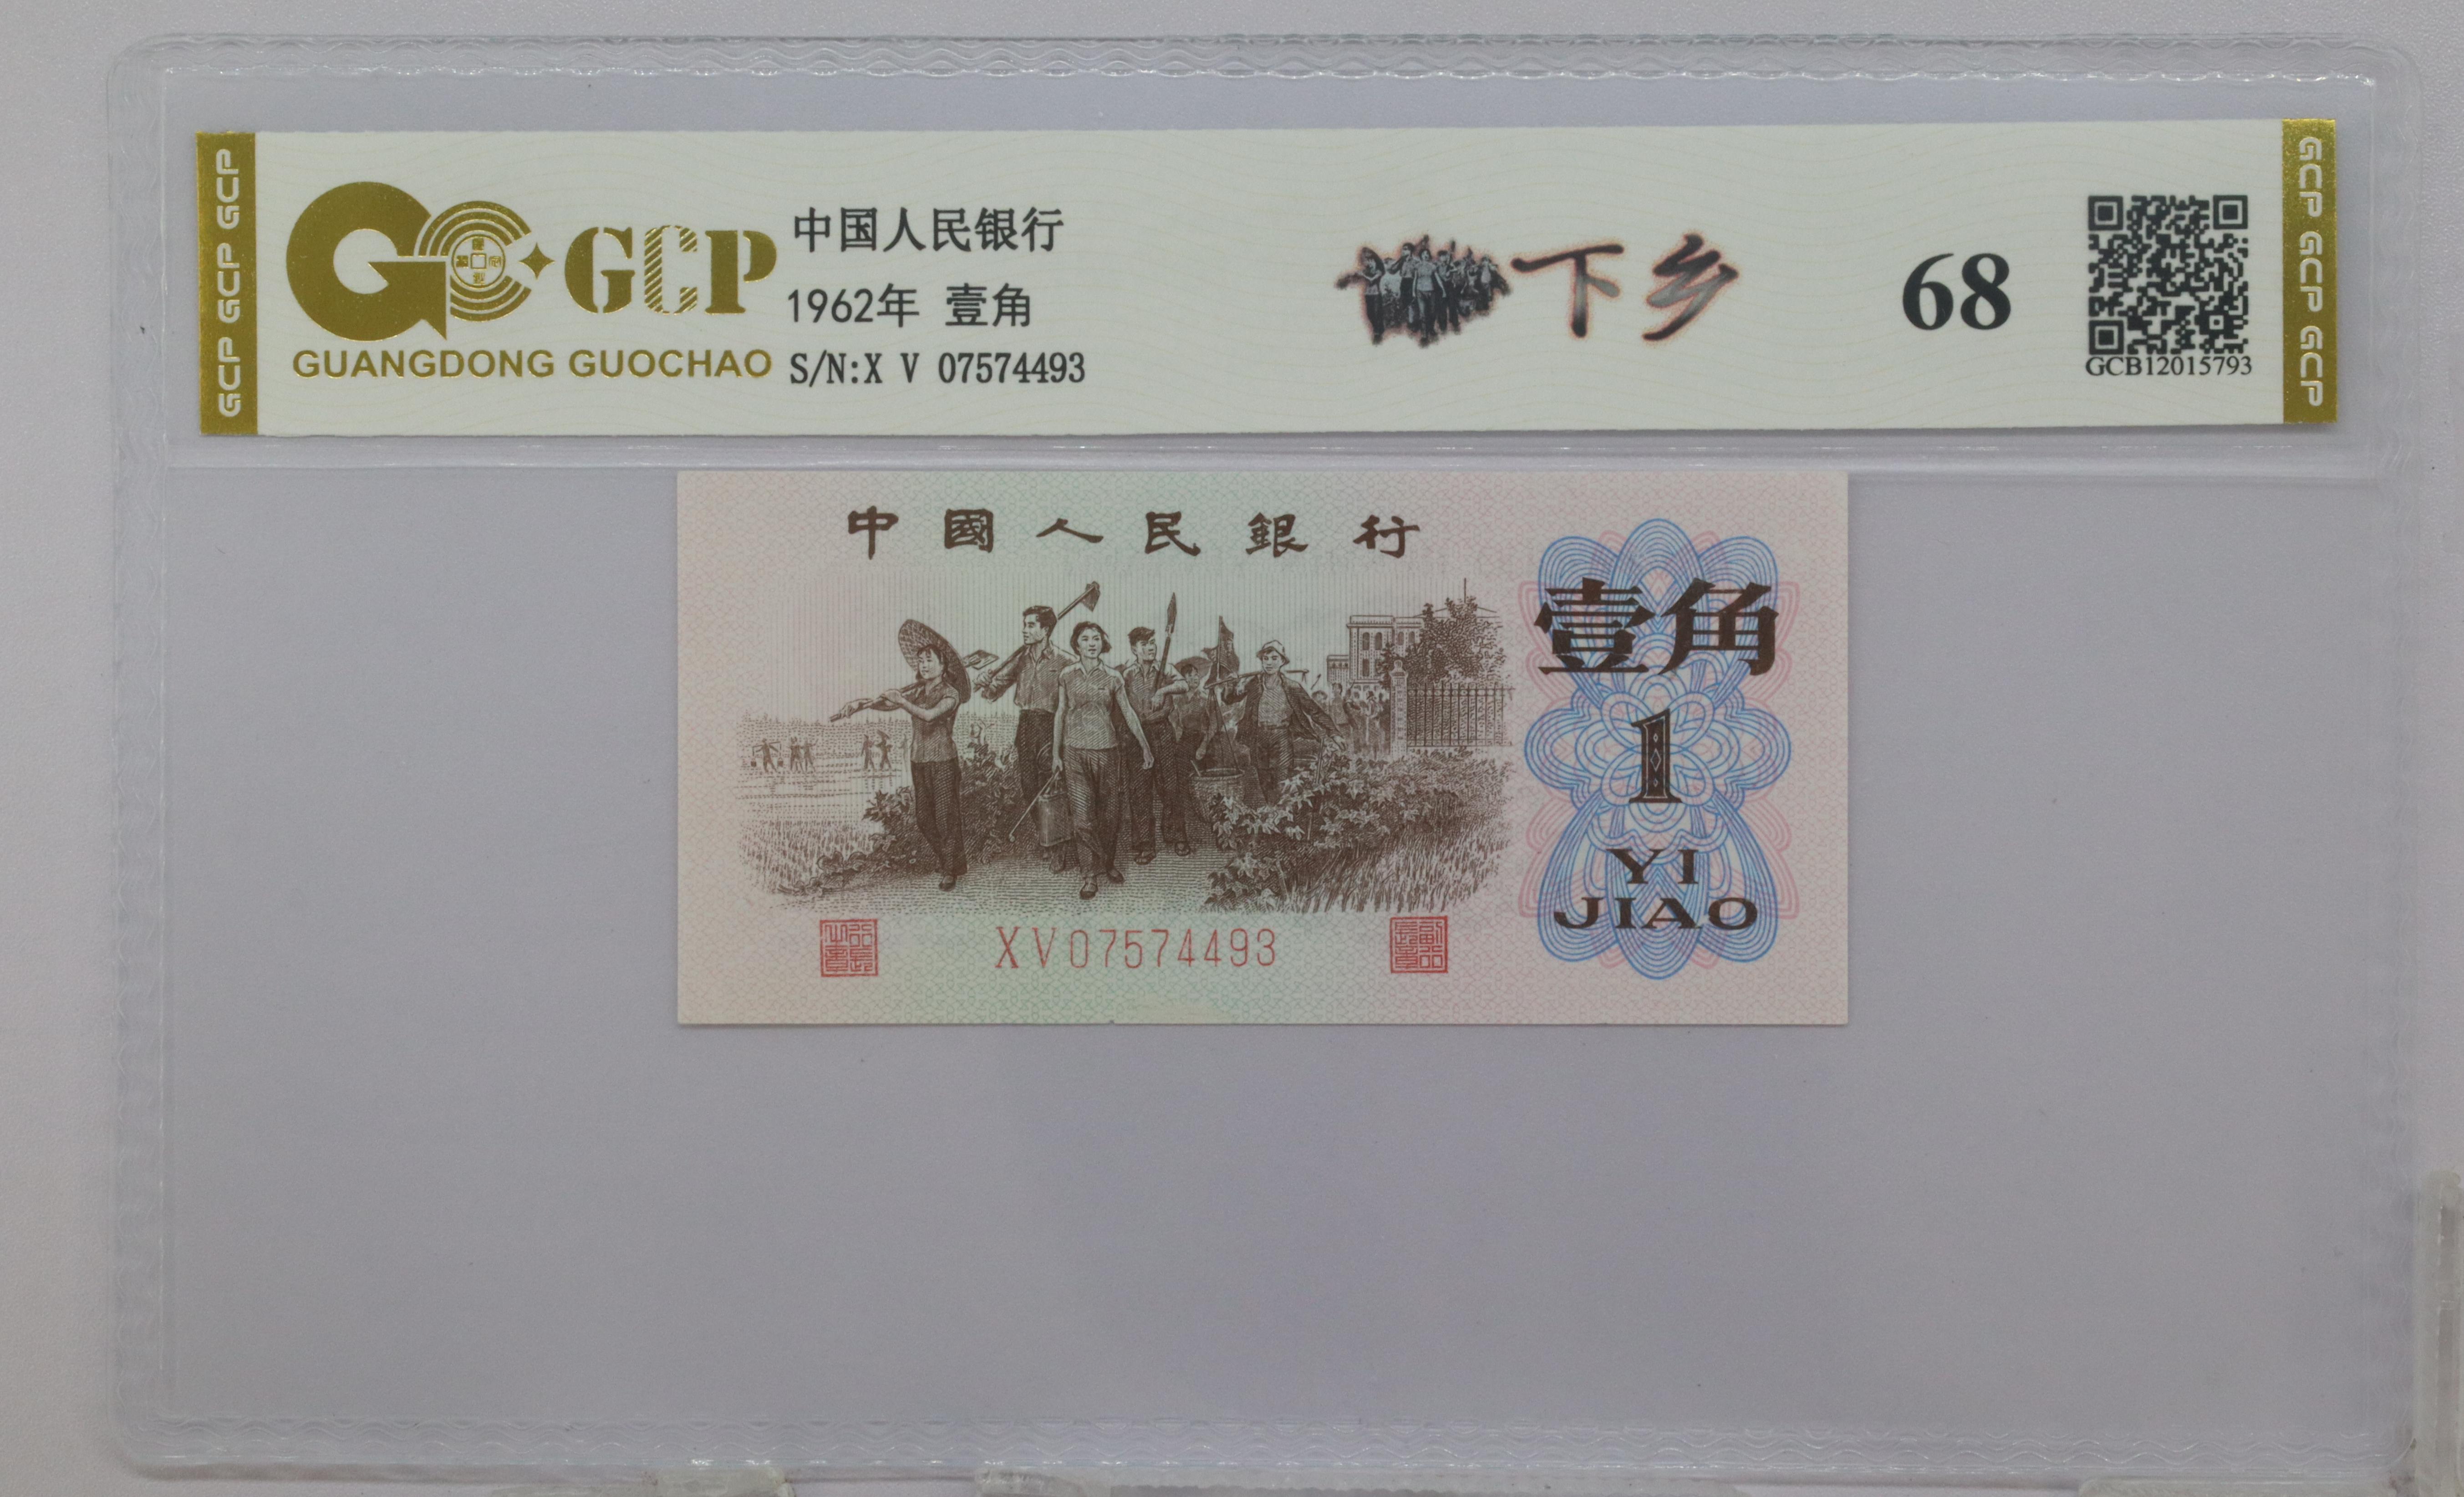 GCP GCP GCP
GCP
GUANGDONG GUOCHAO
中国人民银行
1962年 壹角
S/N:X V 07574493
下乡
68
GCB12015793
GCP GCP GCP
中國人民銀行
壹角
1
YI
JIAO
XV07574493